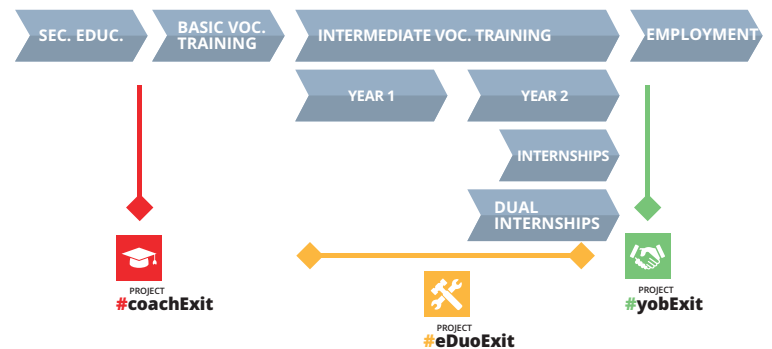 SEC. EDUC.
BASIC VOC.
TRAINING
INTERMEDIATE VOC. TRAINING
EMPLOYMENT
YEAR 1
YEAR 2
INTERNSHIPS
DUAL
INTERNSHIPS
PROJECT
#coachExit
PROJECT
#eDuoExit
PROJECT
#yobExit